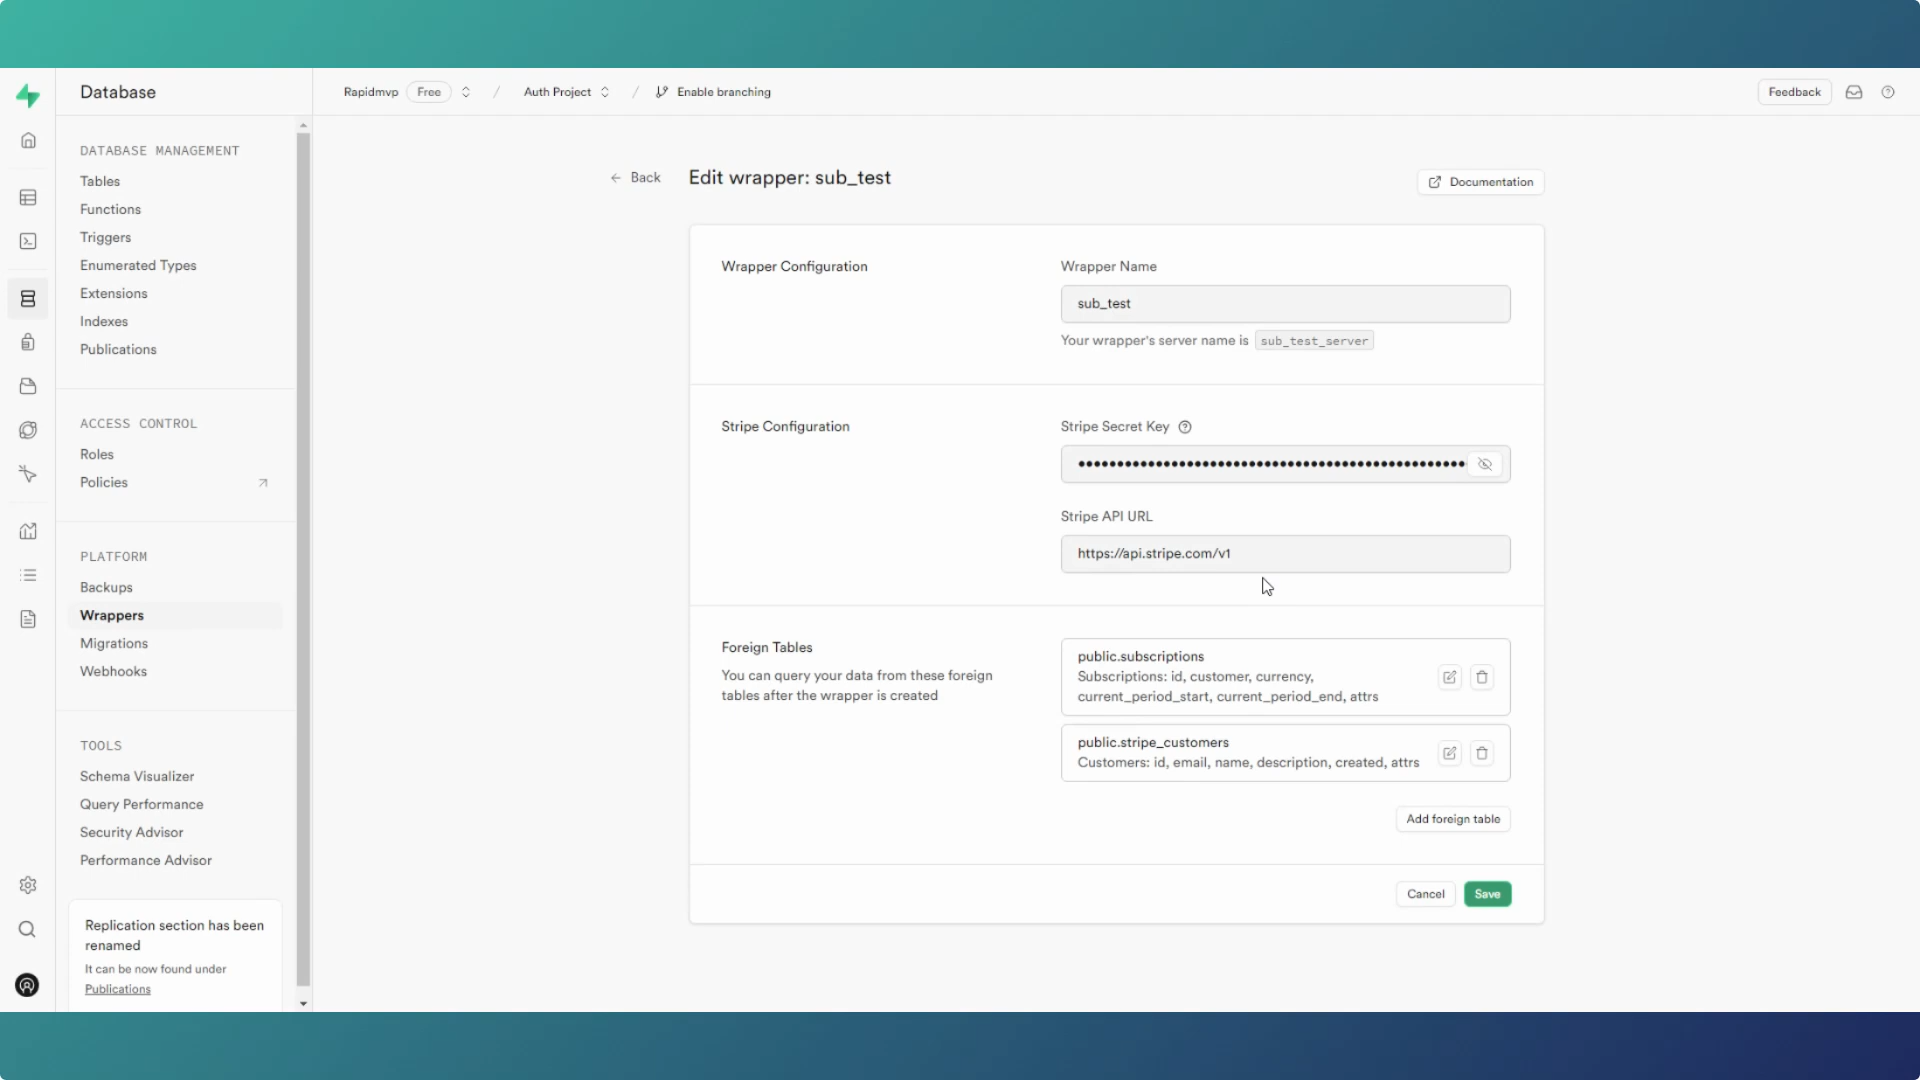 Database
Rapidmvp Free / Auth Project / Enable branching
Feedback
DATABASE MANAGEMENT
Tables
Functions
Triggers
Enumerated Types
Extensions
Indexes
Publications
ACCESS CONTROL
Roles
Policies
PLATFORM
Backups
Wrappers
Migrations
Webhooks
TOOLS
Schema Visualizer
Query Performance
Security Advisor
Performance Advisor
Replication section has been
renamed
It can be now found under
Publications
Back
Edit wrapper: sub_test
Documentation
Wrapper Configuration
Wrapper Name
sub_test
Your wrapper's server name is sub_test_server
Stripe Configuration
Stripe Secret Key
Stripe API URL
https://api.stripe.com/v1
Foreign Tables
You can query your data from these foreign
tables after the wrapper is created
public.subscriptions
Subscriptions: id, customer, currency,
current_period_start, current_period_end, attrs
public.stripe_customers
Customers: id, email, name, description, created, attrs
Add foreign table
Cancel
Save